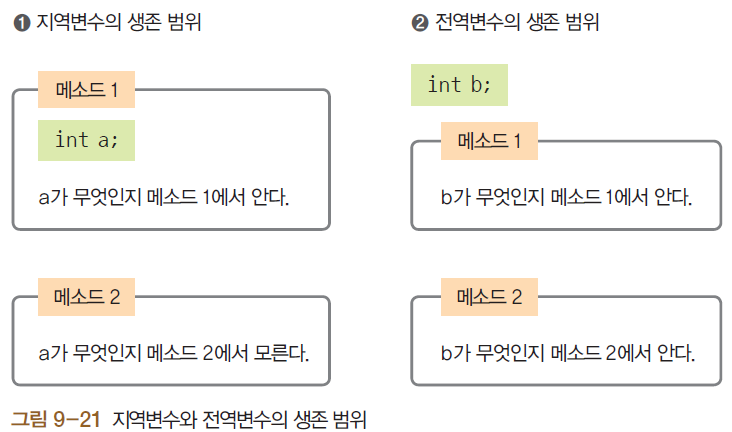 ❶ 지역변수의 생존 범위
메소드 1
int a;
a가 무엇인지 메소드 1에서 안다.
메소드 2
a가 무엇인지 메소드 2에서 모른다.
❷ 전역변수의 생존 범위
int b;
메소드 1
b가 무엇인지 메소드 1에서 안다.
메소드 2
b가 무엇인지 메소드 2에서 안다.
그림 9-21 지역변수와 전역변수의 생존 범위